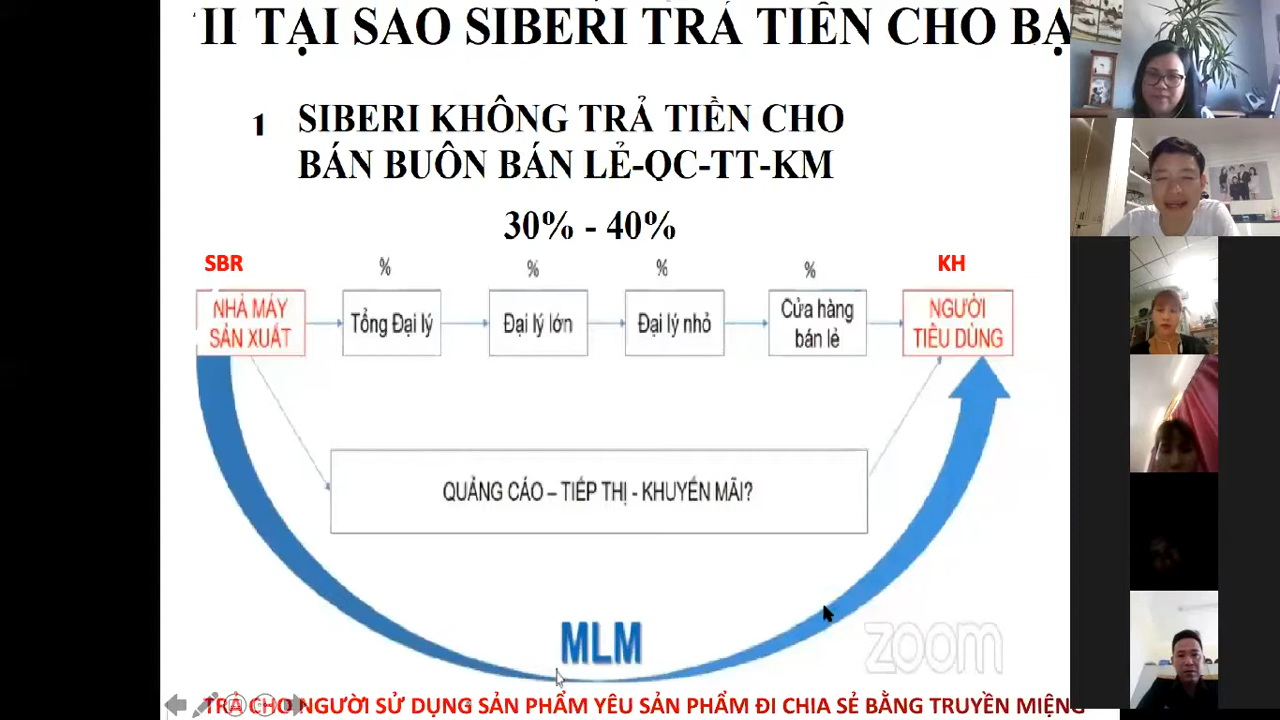 II TẠI SAO SIBERI TRẢ TIỀN CHO BẠ
1 SIBERI KHÔNG TRẢ TIỀN CHO
BÁN BUÔN BÁN LẺ-QC-TT-KM
30% - 40%
SBR % % % % KH
NHÀ MÁY
SẢN XUẤT
Tổng Đại lý
Đại lý lớn
Đại lý nhỏ
Cửa hàng
bán lẻ
NGƯỜI
TIÊU DÙNG
QUẢNG CÁO – TIẾP THỊ - KHUYẾN MÃI?
MLM
zoom
TRẢ CHO NGƯỜI SỬ DỤNG SẢN PHẨM YÊU SẢN PHẨM ĐI CHIA SẺ BẰNG TRUYỀN MIỆNG